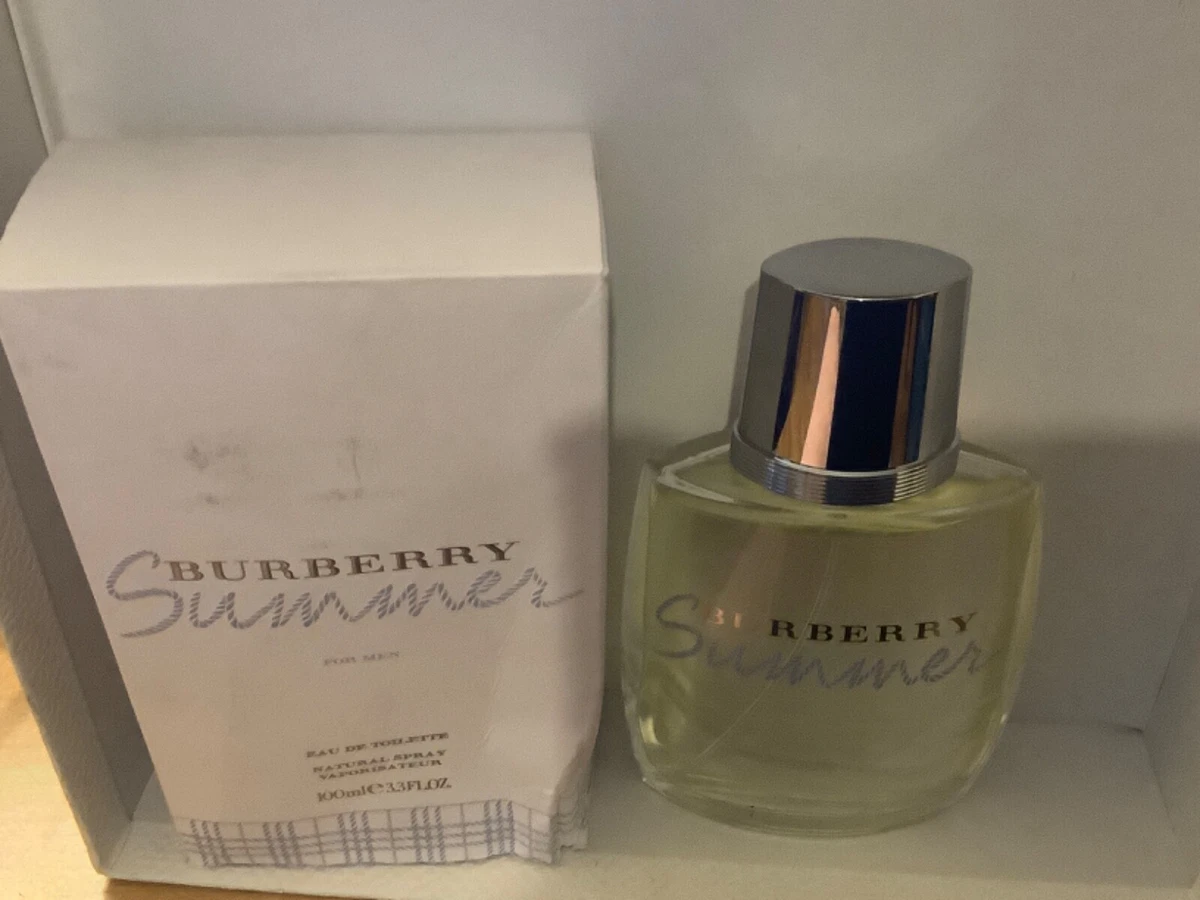 BURBERRY
Summer
FOR MEN
EAU DE TOILETTE
NATURAL SPRAY
VAPORISATEUR
100ml℮3.3FL.OZ.
BURBERRY
Summer